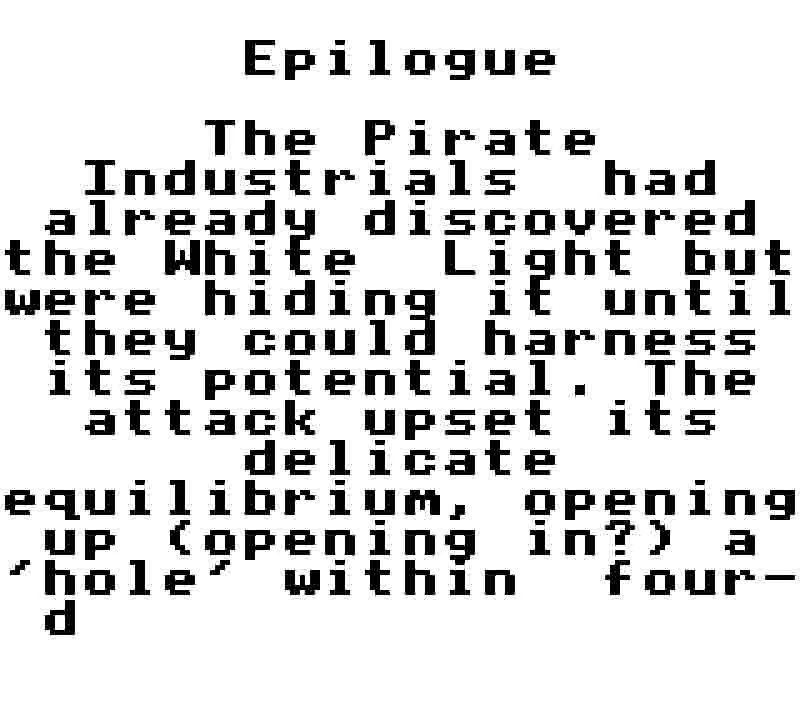 Epilogue
The Pirate
Industrials had
already discovered
the White Light but
were hiding it until
they could harness
its potential. The
attack upset its
delicate
equilibrium, opening
up (opening in?) a
'hole' within four-
d